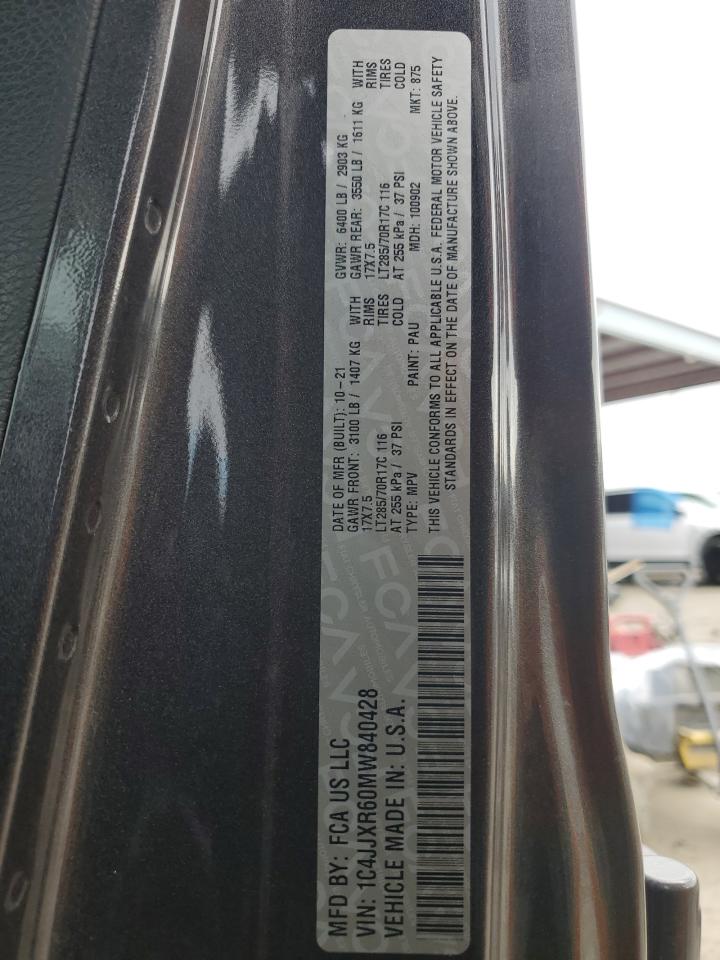 MFD BY: FCA US LLC
VIN: 1C4JJXR60MW840428
VEHICLE MADE IN: U.S.A.
DATE OF MFR (BUILT): 10-21
GAWR FRONT: 3100 LB / 1407 KG WITH
17X7.5 RIMS
LT285/70R17C 116 TIRES
AT 255 kPa / 37 PSI COLD
TYPE: MPV PAINT: PAU
GVWR: 6400 LB / 2903 KG
GAWR REAR: 3550 LB / 1611 KG WITH
17X7.5 RIMS
LT285/70R17C 116 TIRES
AT 255 kPa / 37 PSI COLD
MDH: 100902 MKT: 875
THIS VEHICLE CONFORMS TO ALL APPLICABLE U.S.A. FEDERAL MOTOR VEHICLE SAFETY
STANDARDS IN EFFECT ON THE DATE OF MANUFACTURE SHOWN ABOVE.
FCA